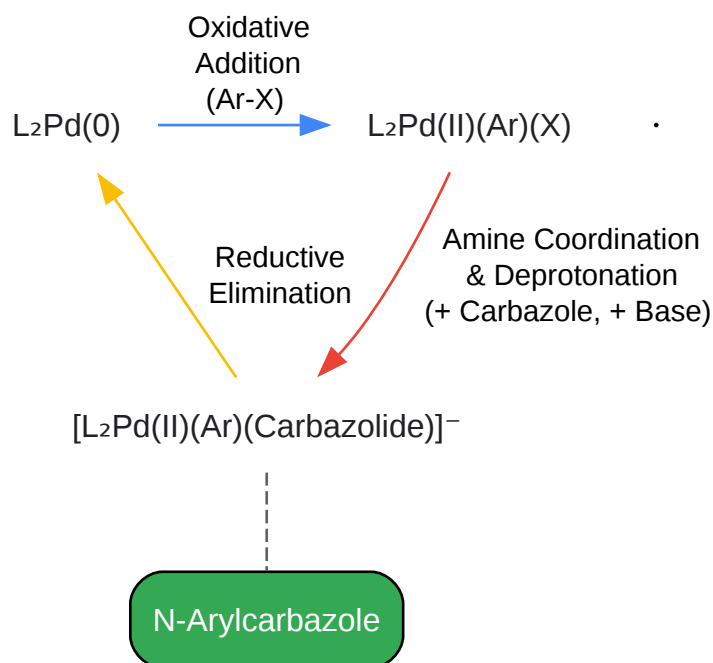 Oxidative
Addition
(Ar-X)
L₂Pd(0)
L₂Pd(II)(Ar)(X)
.
Amine Coordination
& Deprotonation
(+ Carbazole, + Base)
Reductive
Elimination
[L₂Pd(II)(Ar)(Carbazolide)]⁻
N-Arylcarbazole